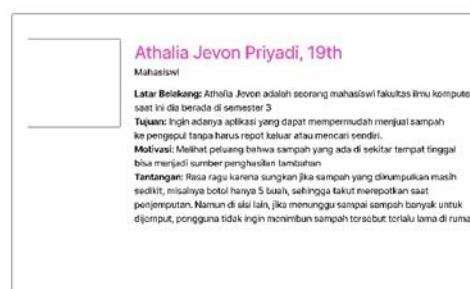 Athalia Jevon Priyadi, 19th
Mahasiswi
Latar Belakang: Athalia Jevon adalah seorang mahasiswi fakultas ilmu kompute
saat ini dia berada di semester 3
Tujuan: Ingin adanya aplikasi yang dapat mempermudah menjual sampah
ke pengepul tanpa harus repot keluar atau mencari sendiri.
Motivasi: Melihat peluang bahwa sampah yang ada di sekitar tempat tinggal
bisa menjadi sumber penghasilan tambahan
Tantangan: Rasa ragu karena sungkan jika sampah yang dikumpulkan masih
sedikit, misalnya botol hanya 5 buah, sehingga takut merepotkan saat
penjemputan. Namun di sisi lain, jika menunggu sampai sampah banyak untuk
dijemput, pengguna tidak ingin menimbun sampah tersebut terlalu lama di ruma